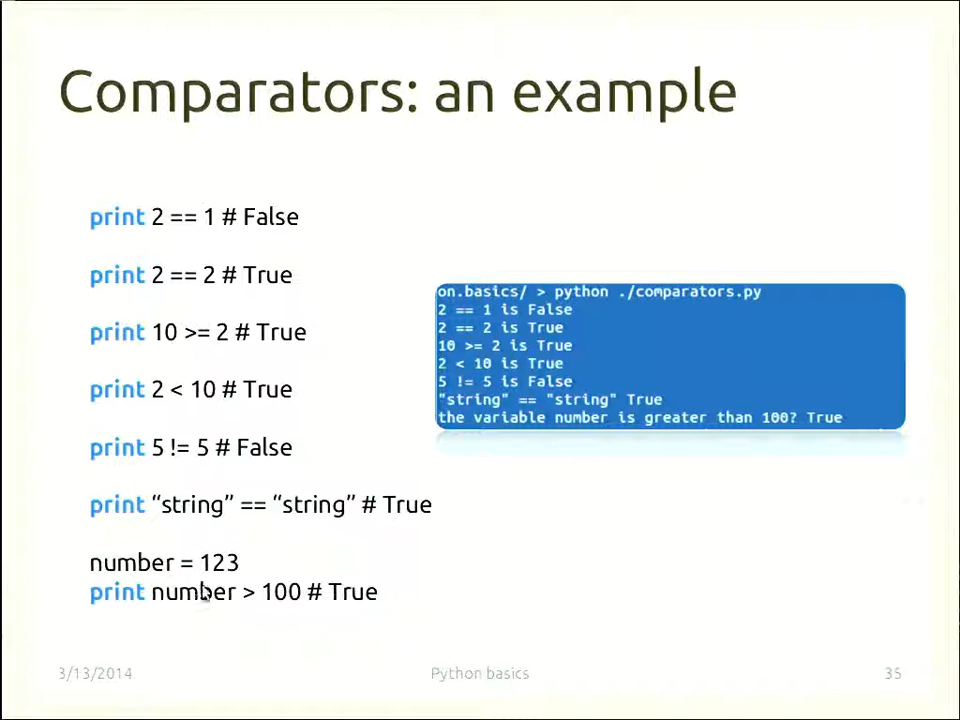 Comparators: an example
print 2 == 1 # False
print 2 == 2 # True
print 10 >= 2 # True
print 2 < 10 # True
print 5 != 5 # False
print “string” == “string” # True
number = 123
print number > 100 # True
on.basics/ > python ./comparators.py
2 == 1 is False
2 == 2 is True
10 >= 2 is True
2 < 10 is True
5 != 5 is False
"string" == "string" True
the variable number is greater than 100? True
3/13/2014
Python basics
35